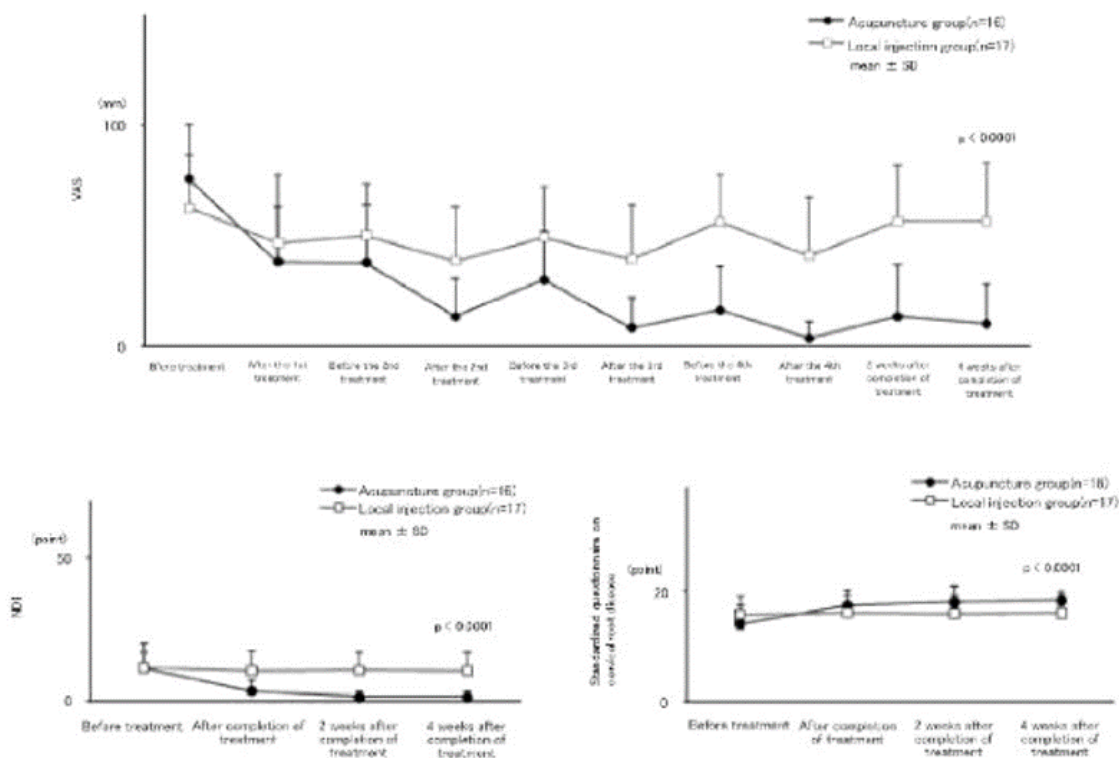 Acupuncture group(n=16)
Local injection group(n=17)
mean ± SD
(mm)
100
VAS
p < 0.0001
0
Before treatment
After the 1st
treatment
Before the 2nd
treatment
After the 2nd
treatment
Before the 3rd
treatment
After the 3rd
treatment
Before the 4th
treatment
After the 4th
treatment
weeks after
completion of
treatment
4 weeks after
completion of
treatment
Acupuncture group(n=16)
Local injection group(n=17)
mean ± SD
(point)
50
NDI
p < 0.0001
0
Before treatment
After completion of
treatment
2 weeks after
completion of
treatment
4 weeks after
completion of
treatment
Acupuncture group(n=16)
Local injection group(n=17)
mean ± SD
Standardized questionnaire on
cervical root disease
(point)
20
p < 0.0001
0
Before treatment
After completion
of treatment
2 weeks after
completion of
treatment
4 weeks after
completion of
treatment